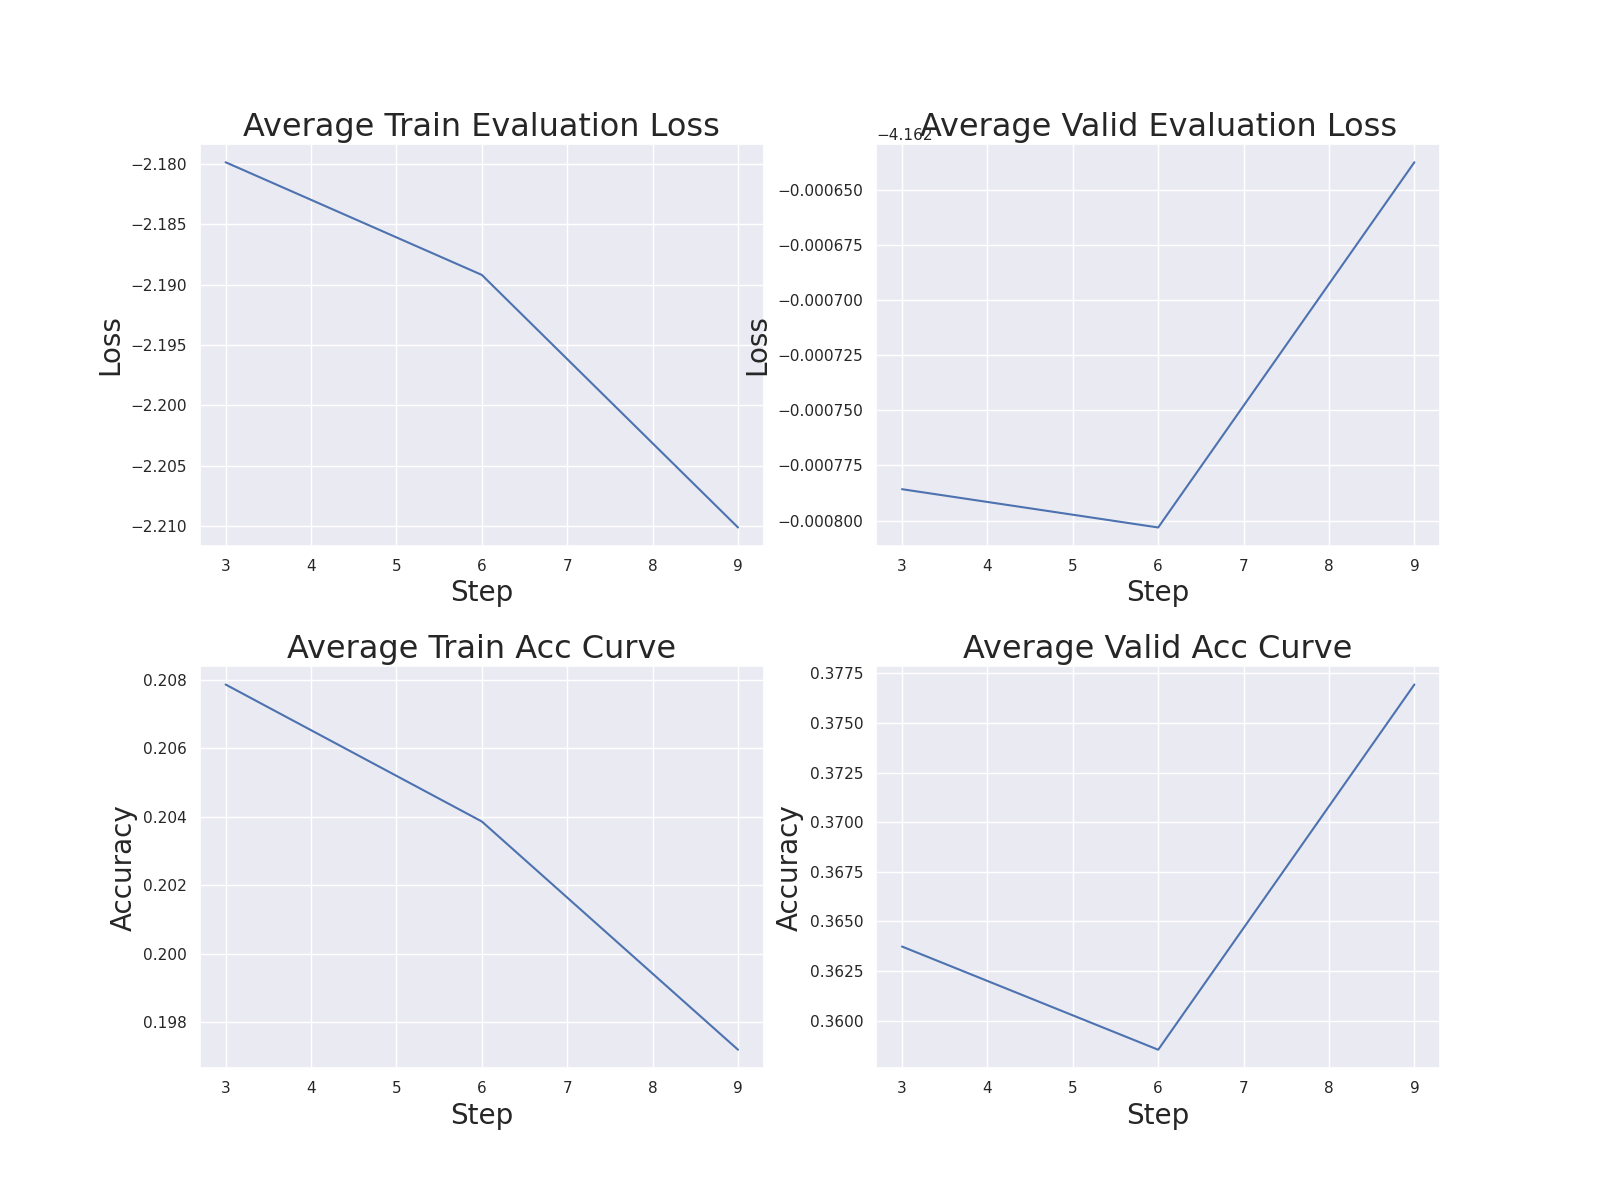 Average Train Evaluation Loss
−2.180
−2.185
−2.190
−2.195
−2.200
−2.205
−2.210
Loss
3 4 5 6 7 8 9
Step
Average Valid Evaluation Loss
−4.162
−0.000650
−0.000675
−0.000700
−0.000725
−0.000750
−0.000775
−0.000800
Loss
3 4 5 6 7 8 9
Step
Average Train Acc Curve
0.208
0.206
0.204
0.202
0.200
0.198
Accuracy
3 4 5 6 7 8 9
Step
Average Valid Acc Curve
0.3775
0.3750
0.3725
0.3700
0.3675
0.3650
0.3625
0.3600
Accuracy
3 4 5 6 7 8 9
Step